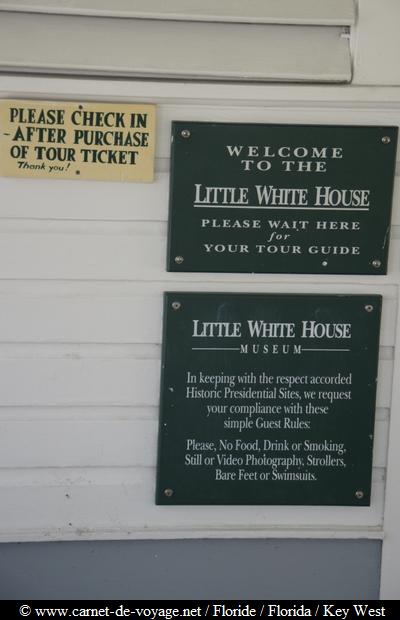 PLEASE CHECK IN
~AFTER PURCHASE
OF TOUR TICKET
Thank you!
WELCOME
TO THE
LITTLE WHITE HOUSE
PLEASE WAIT HERE
for
YOUR TOUR GUIDE
LITTLE WHITE HOUSE
MUSEUM
In keeping with the respect accorded
Historic Presidential Sites, we request
your compliance with these
simple Guest Rules:
Please, No Food, Drink or Smoking,
Still or Video Photography, Strollers,
Bare Feet or Swimsuits.
© www.carnet-de-voyage.net / Floride / Florida / Key West